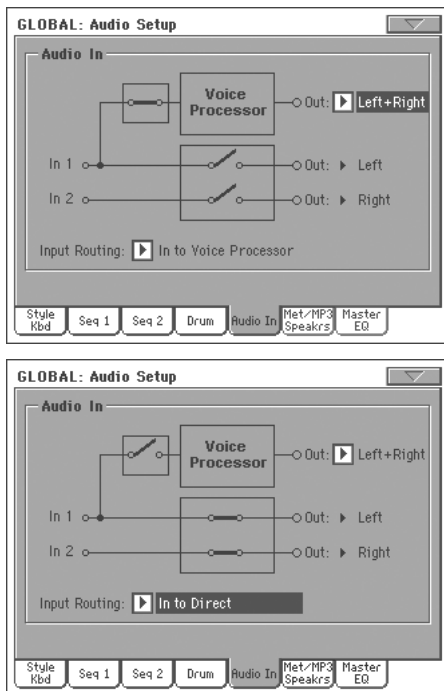 GLOBAL: Audio Setup
Audio In
Voice
Processor
Out: Left+Right
In 1
Out: Left
In 2
Out: Right
Input Routing: In to Voice Processor
Style
Kbd
Seq 1
Seq 2
Drum
Audio In
Met/MP3
Speakrs
Master
EQ
GLOBAL: Audio Setup
Audio In
Voice
Processor
Out: Left+Right
In 1
Out: Left
In 2
Out: Right
Input Routing: In to Direct
Style
Kbd
Seq 1
Seq 2
Drum
Audio In
Met/MP3
Speakrs
Master
EQ